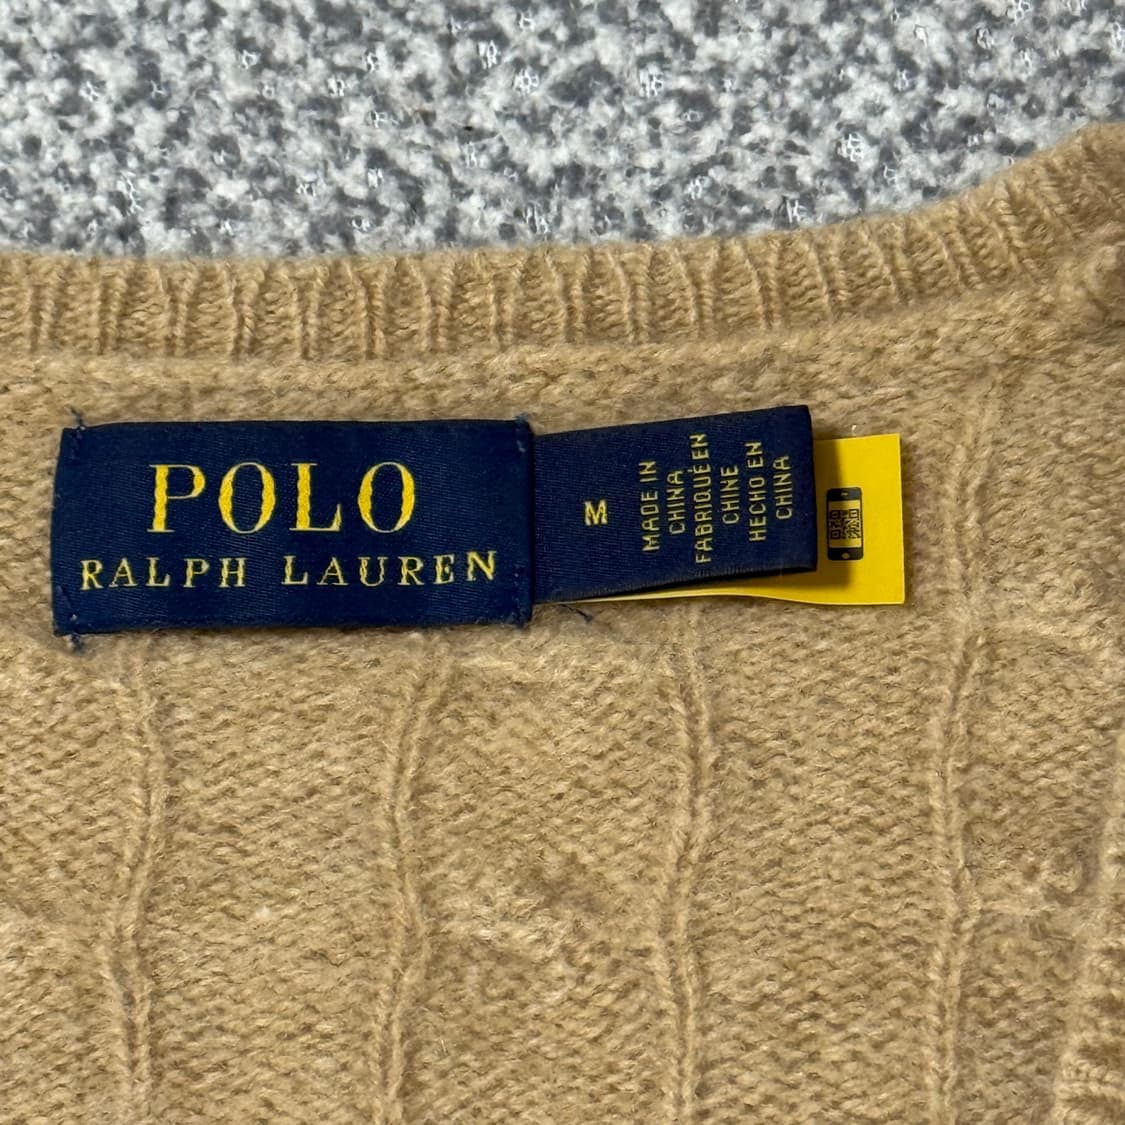 POLO
RALPH LAUREN
M
MADE IN
CHINA
FABRIQUÉ EN
CHINE
HECHO EN
CHINA